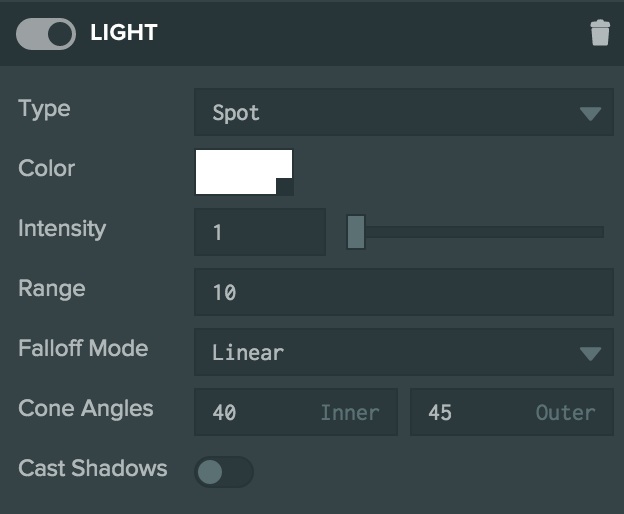 LIGHT
Type Spot
Color
Intensity 1
Range 10
Falloff Mode Linear
Cone Angles 40 Inner 45 Outer
Cast Shadows